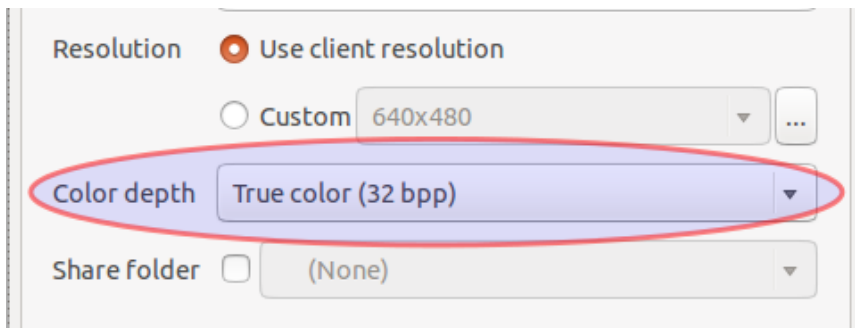 Resolution Use client resolution
Custom 640x480 ...
Color depth True color (32 bpp)
Share folder (None)